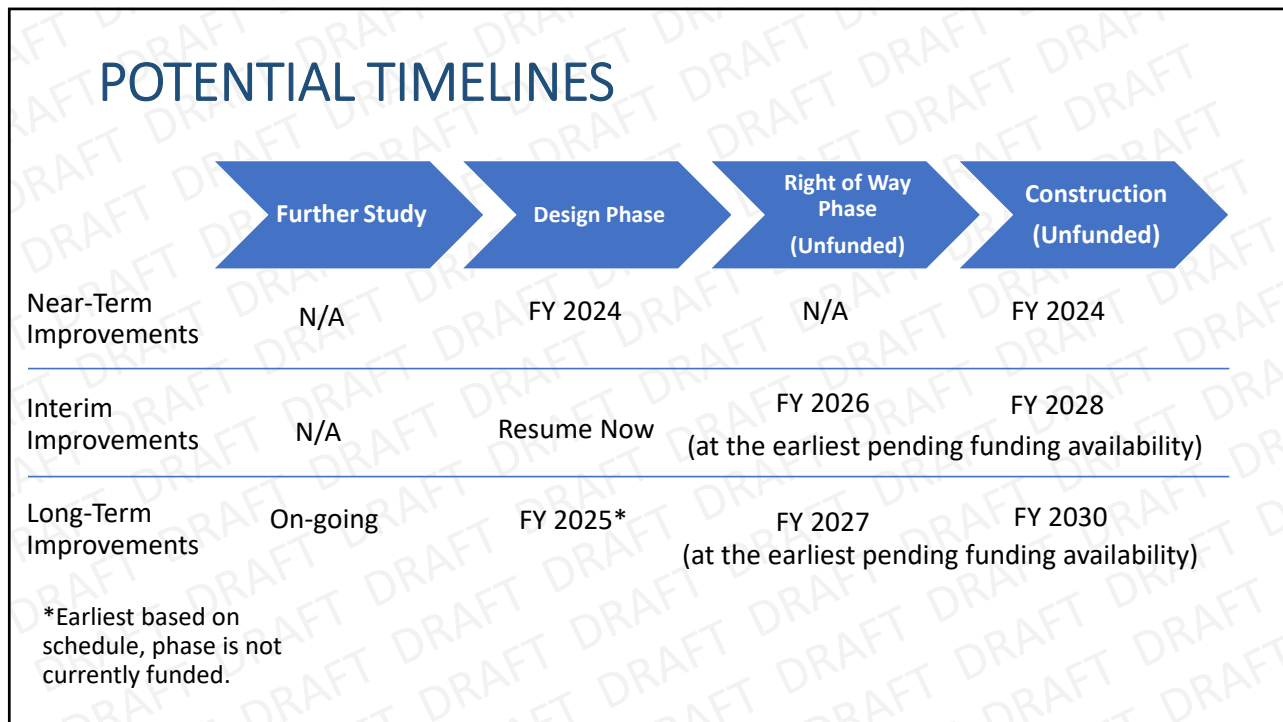 POTENTIAL TIMELINES
Further Study
Design Phase
Right of Way
Phase
(Unfunded)
Construction
(Unfunded)
Near-Term
Improvements
N/A
FY 2024
N/A
FY 2024
Interim
Improvements
N/A
Resume Now
FY 2026
FY 2028
(at the earliest pending funding availability)
Long-Term
Improvements
On-going
FY 2025*
FY 2027
FY 2030
(at the earliest pending funding availability)
*Earliest based on
schedule, phase is not
currently funded.
DRAFT